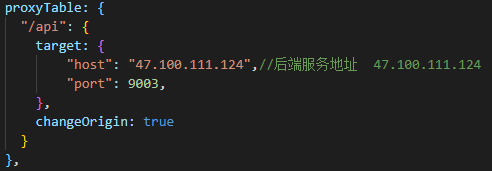 proxyTable: {
"/api": {
target: {
"host": "47.100.111.124",//后端服务地址  47.100.111.124
"port": 9003,
},
changeOrigin: true
}
},